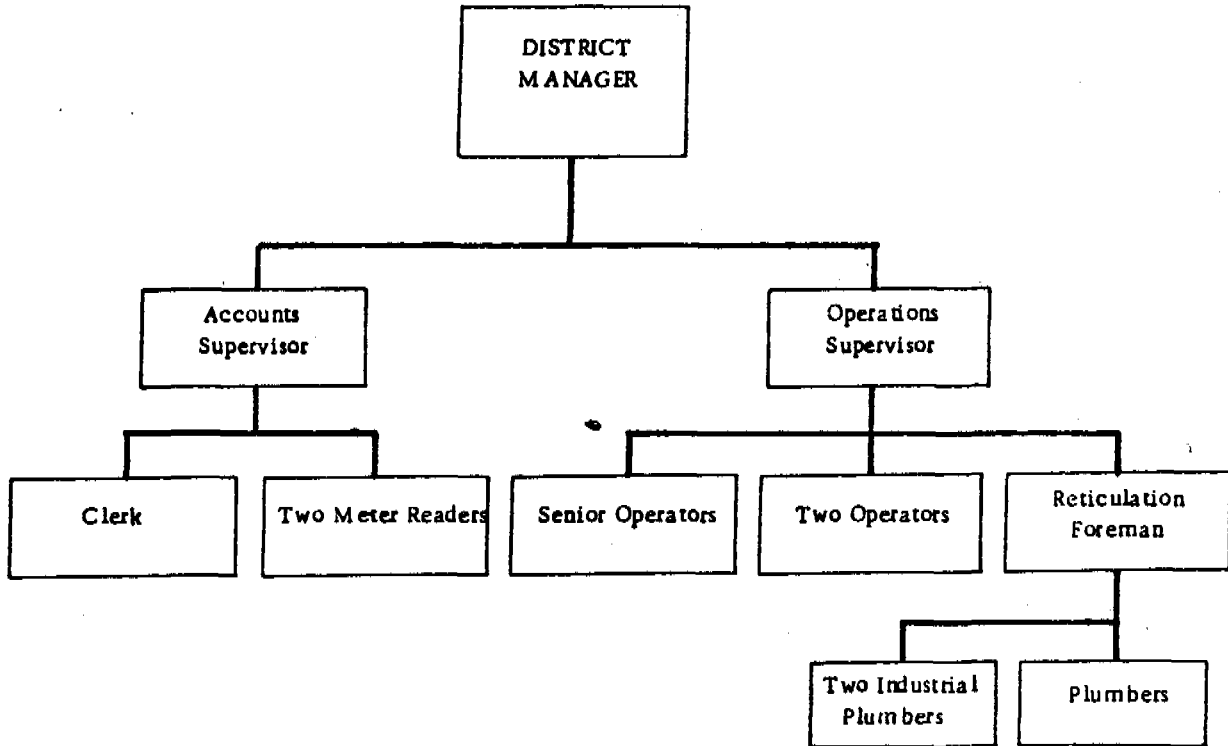 DISTRICT
MANAGER
Accounts
Supervisor
Operations
Supervisor
Clerk
Two Meter Readers
Senior Operators
Two Operators
Reticulation
Foreman
Two Industrial
Plumbers
Plumbers